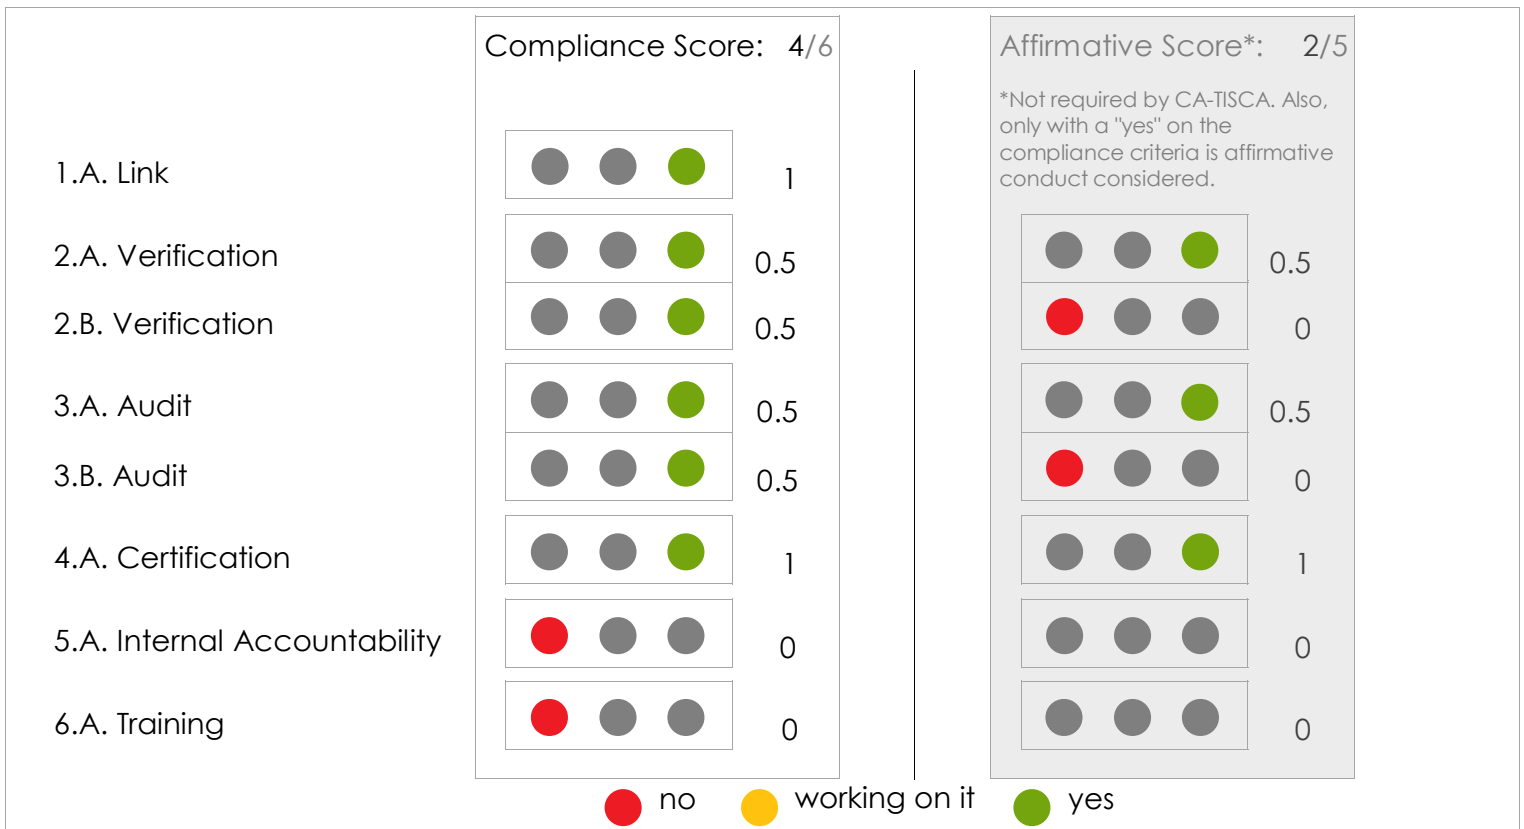 Compliance Score: 4/6
Affirmative Score*: 2/5
*Not required by CA-TISCA. Also,
only with a "yes" on the
compliance criteria is affirmative
conduct considered.
1.A. Link 1
2.A. Verification 0.5 0.5
2.B. Verification 0.5 0
3.A. Audit 0.5 0.5
3.B. Audit 0.5 0
4.A. Certification 1 1
5.A. Internal Accountability 0 0
6.A. Training 0 0
no working on it yes